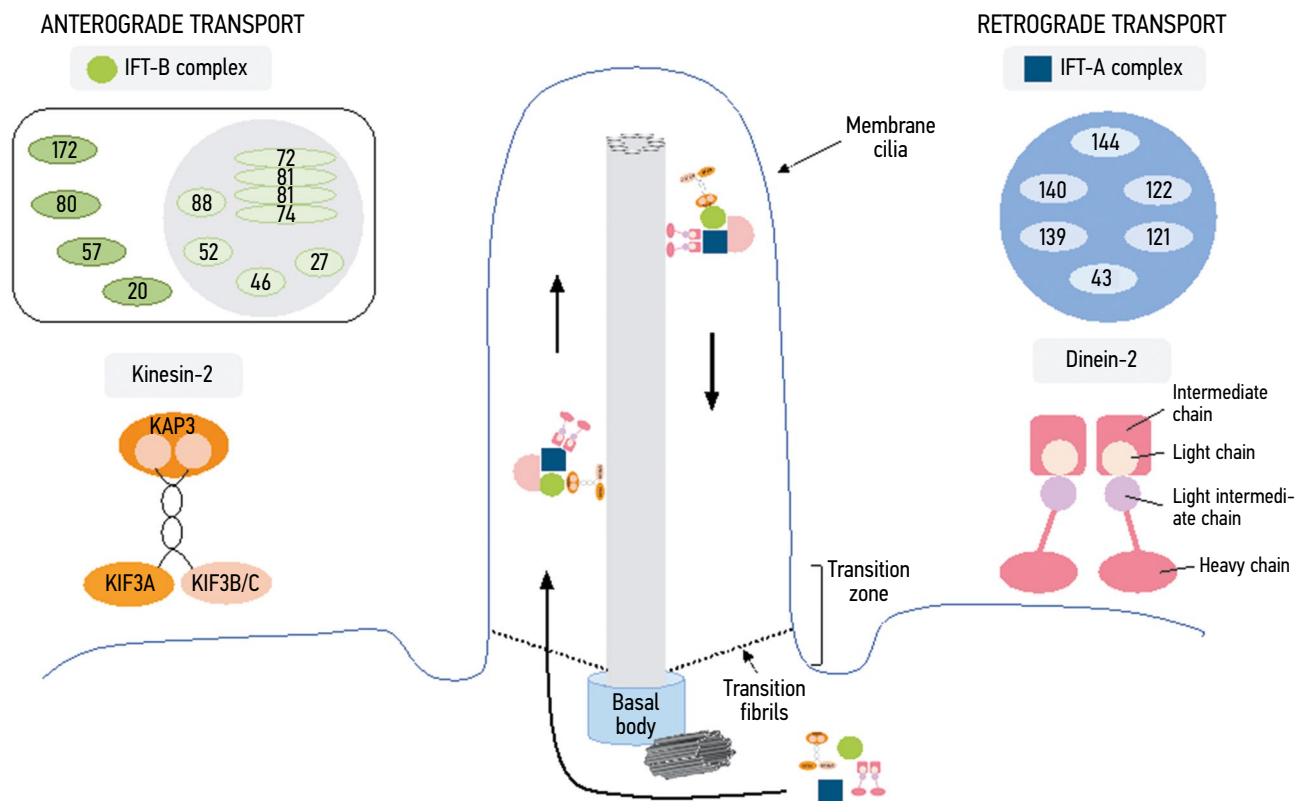 ANTEROGRADE TRANSPORT
IFT-B complex
172
80
57
20
72
81
81
74
88
52
46
27
Kinesin-2
KAP3
KIF3A
KIF3B/C
Membrane
cilia
Transition
zone
Transition
fibrils
Basal
body
RETROGRADE TRANSPORT
IFT-A complex
144
140
122
139
121
43
Dinein-2
Intermediate
chain
Light chain
Light intermedi-
ate chain
Heavy chain